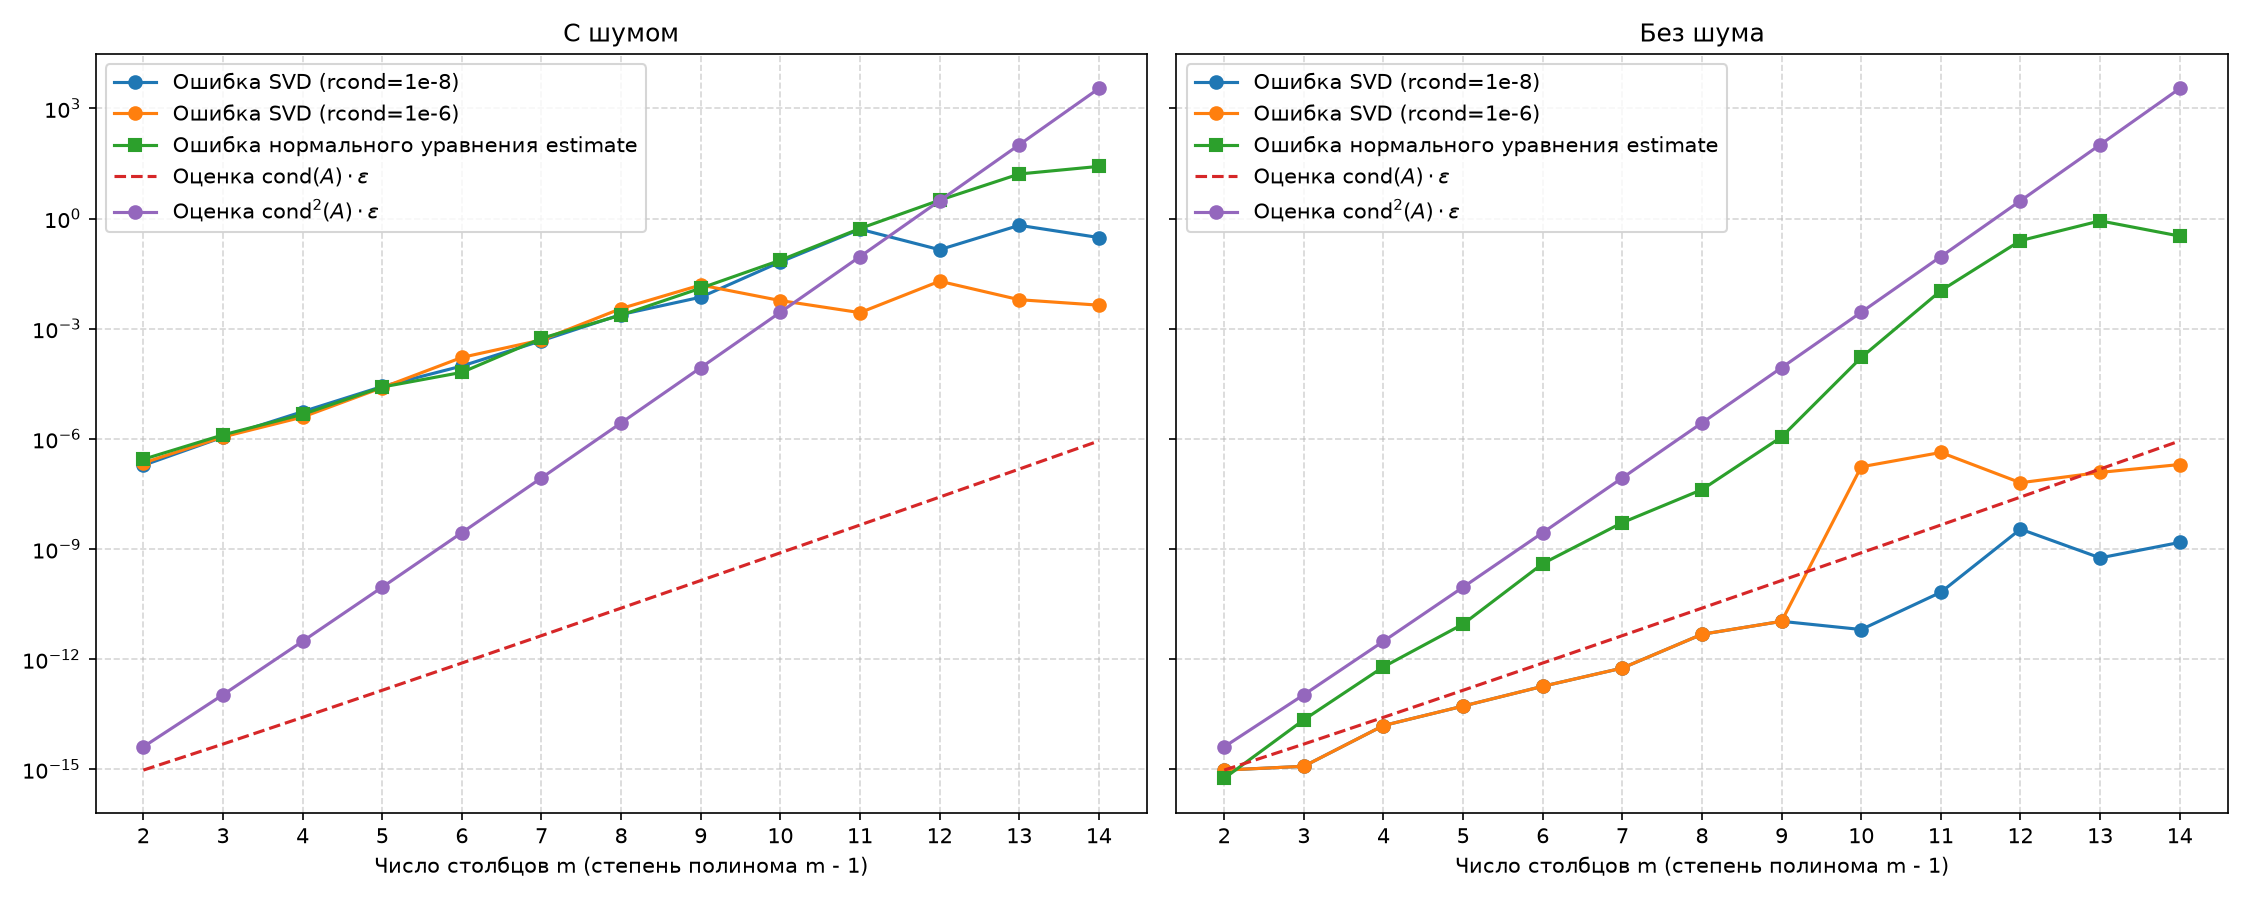 С шумом
Ошибка SVD (rcond=1e-8)
Ошибка SVD (rcond=1e-6)
Ошибка нормального уравнения estimate
Оценка cond(A) · ε
Оценка cond²(A) · ε
10³
10⁰
10⁻³
10⁻⁶
10⁻⁹
10⁻¹²
10⁻¹⁵
2 3 4 5 6 7 8 9 10 11 12 13 14
Число столбцов m (степень полинома m - 1)
Без шума
Ошибка SVD (rcond=1e-8)
Ошибка SVD (rcond=1e-6)
Ошибка нормального уравнения estimate
Оценка cond(A) · ε
Оценка cond²(A) · ε
2 3 4 5 6 7 8 9 10 11 12 13 14
Число столбцов m (степень полинома m - 1)